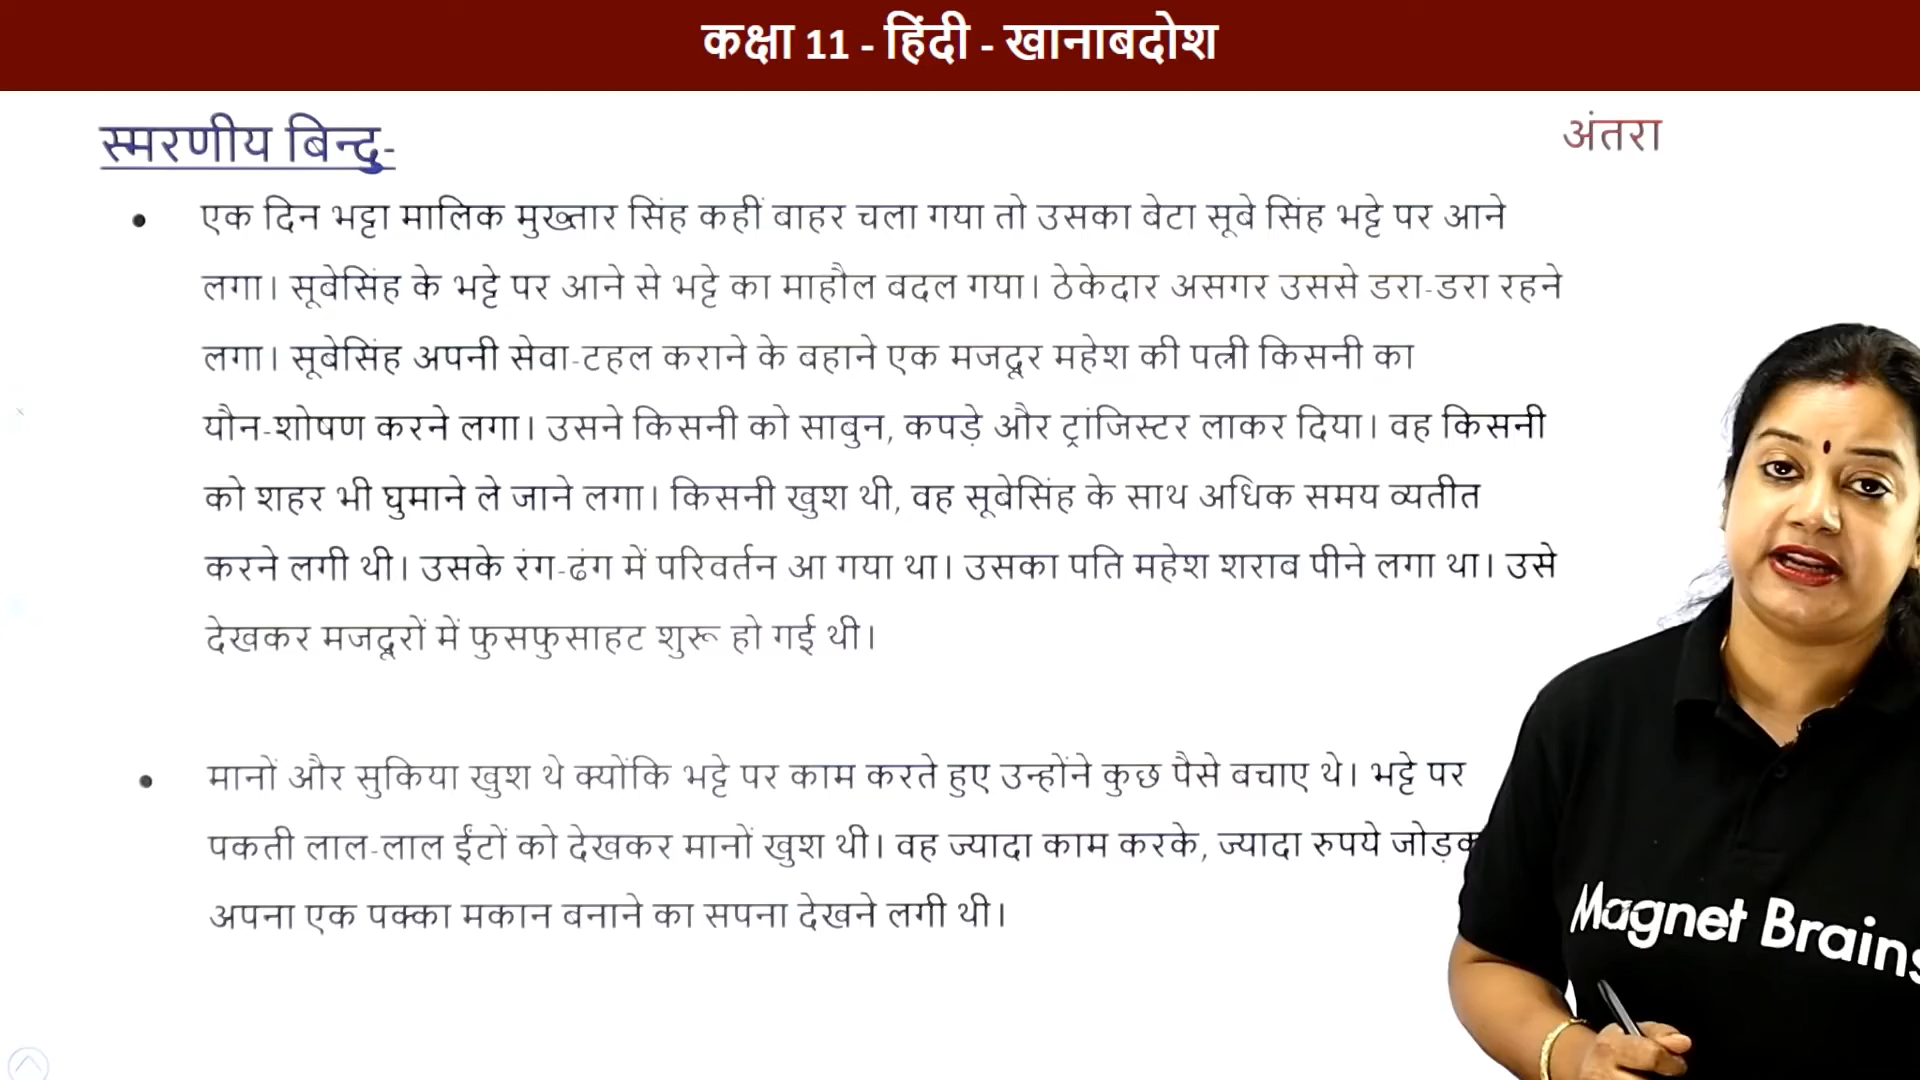 कक्षा 11 - हिंदी - खानाबदोश
स्मरणीय बिन्दु-
अंतरा
एक दिन भट्टा मालिक मुख्तार सिंह कहीं बाहर चला गया तो उसका बेटा सूबे सिंह भट्टे पर आने
लगा। सूबेसिंह के भट्टे पर आने से भट्टे का माहौल बदल गया। ठेकेदार असगर उससे डरा-डरा रहने
लगा। सूबेसिंह अपनी सेवा-टहल कराने के बहाने एक मजदूर महेश की पत्नी किसनी का
यौन-शोषण करने लगा। उसने किसनी को साबुन, कपड़े और ट्रांजिस्टर लाकर दिया। वह किसनी
को शहर भी घुमाने ले जाने लगा। किसनी खुश थी, वह सूबेसिंह के साथ अधिक समय व्यतीत
करने लगी थी। उसके रंग-ढंग में परिवर्तन आ गया था। उसका पति महेश शराब पीने लगा था। उसे
देखकर मजदूरों में फुसफुसाहट शुरू हो गई थी।
मानों और सुकिया खुश थे क्योंकि भट्टे पर काम करते हुए उन्होंने कुछ पैसे बचाए थे। भट्टे पर
पकती लाल-लाल ईंटों को देखकर मानों खुश थी। वह ज्यादा काम करके, ज्यादा रुपये
अपना एक पक्का मकान बनाने का सपना देखने लगी थी।
Magnet Brains